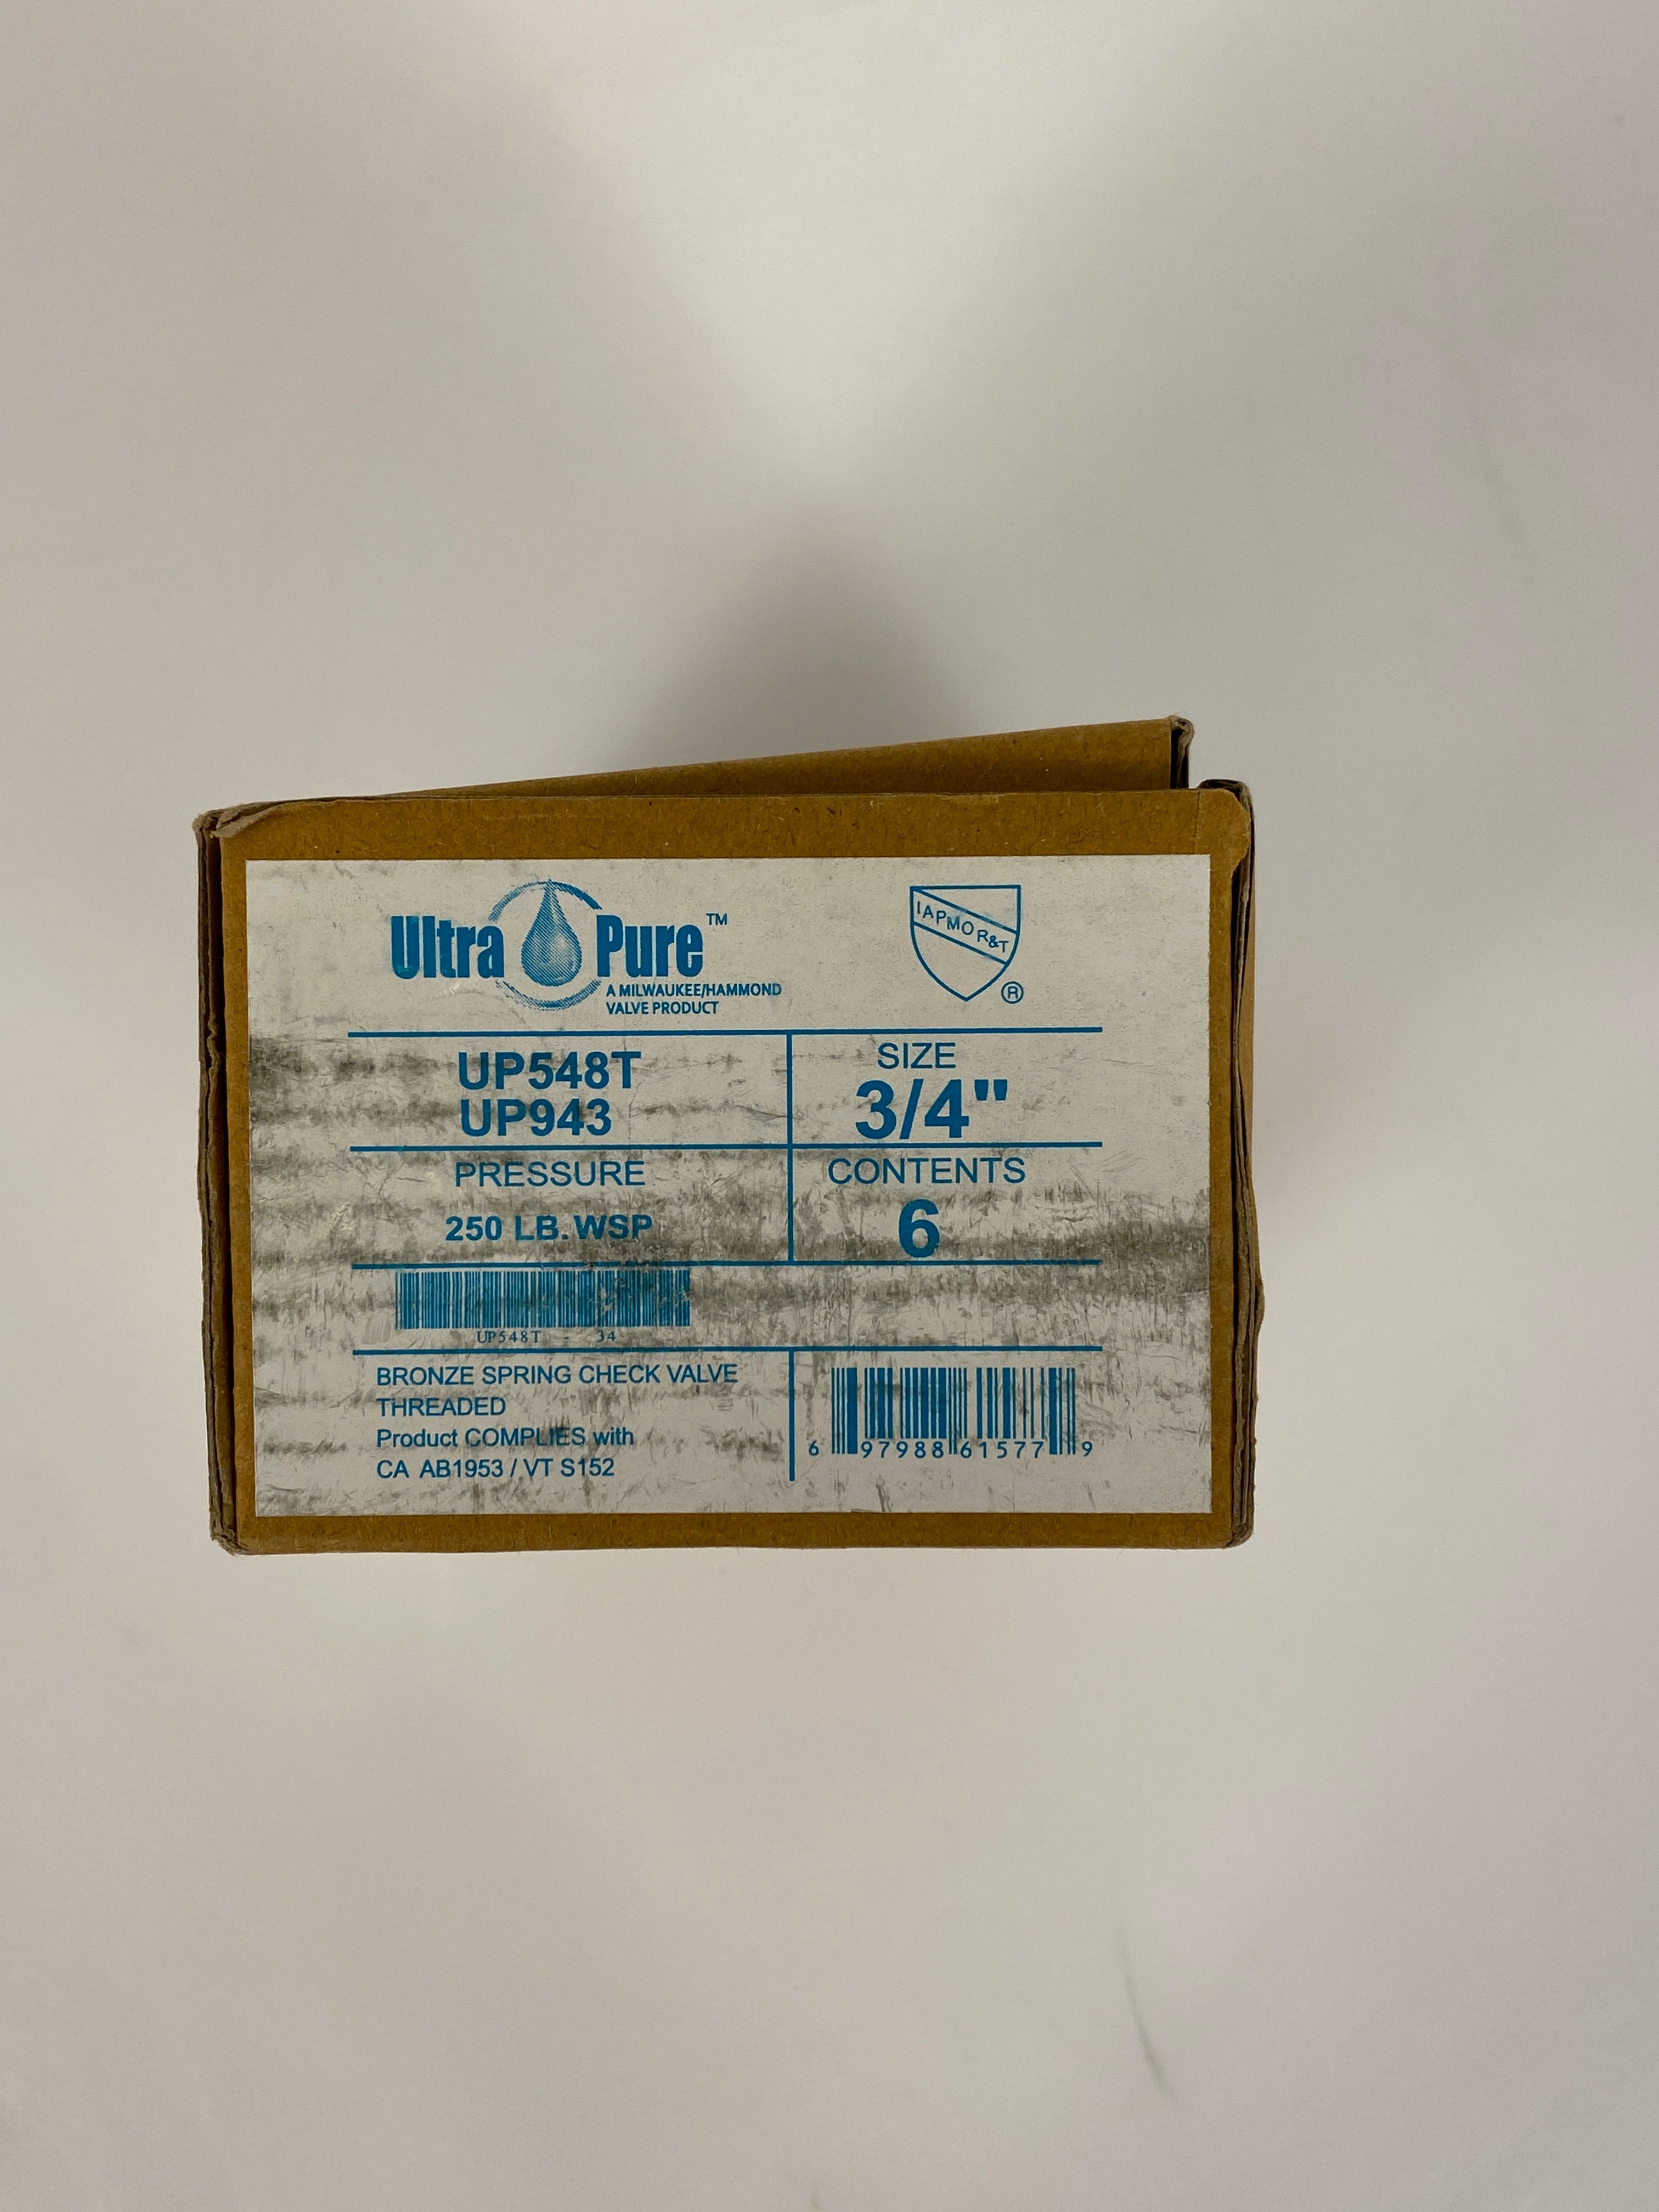 Ultra Pure™
A MILWAUKEE/HAMMOND
VALVE PRODUCT
IAPMO R&T
®
UP548T
UP943
SIZE
3/4"
PRESSURE
250 LB.WSP
CONTENTS
6
UP548T - 34
BRONZE SPRING CHECK VALVE
THREADED
Product COMPLIES with
CA AB1953 / VT S152
6 97988 61577 9